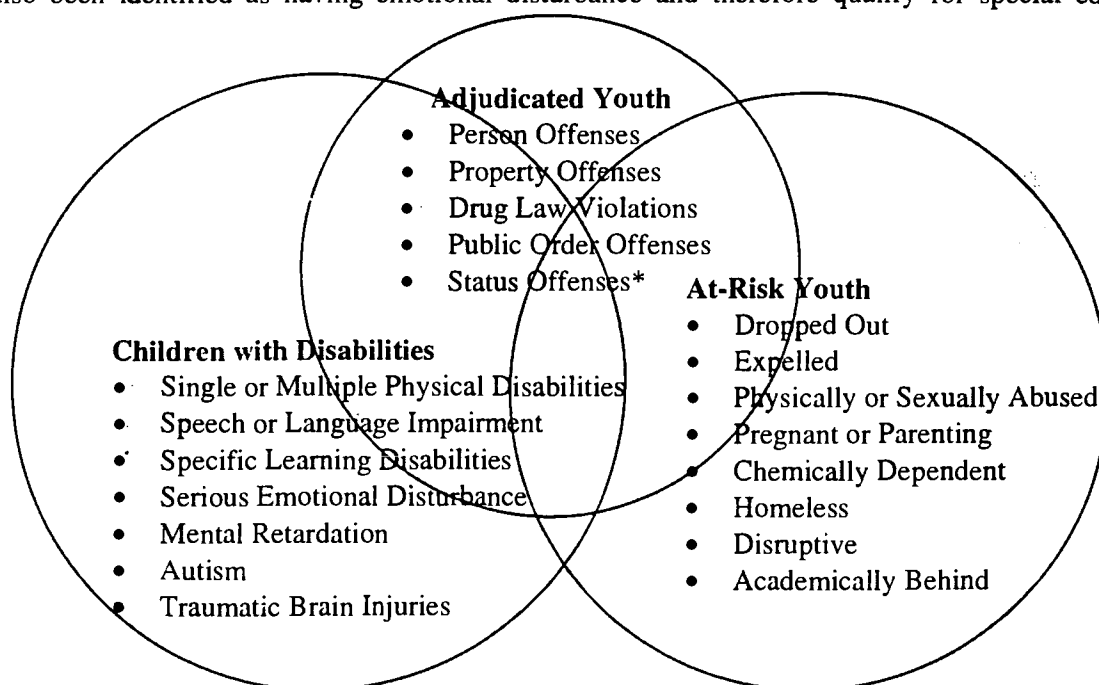 also been identified as having emotional disturbance and therefore qualify for special
Adjudicated Youth
• Person Offenses
• Property Offenses
• Drug Law Violations
• Public Order Offenses
• Status Offenses*
At-Risk Youth
• Dropped Out
• Expelled
• Physically or Sexually Abused
• Pregnant or Parenting
• Chemically Dependent
• Homeless
• Disruptive
• Academically Behind
Children with Disabilities
• Single or Multiple Physical Disabilities
• Speech or Language Impairment
• Specific Learning Disabilities
• Serious Emotional Disturbance
• Mental Retardation
• Autism
• Traumatic Brain Injuries